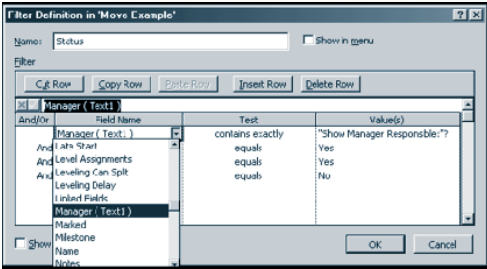 Filter Definition in 'Move Example'
Name: Status
Show in menu
Filter
Cut Row Copy Row Paste Row Insert Row Delete Row
Manager ( Text1 )
And/Or Field Name Test Value(s)
Manager ( Text1 ) contains exactly "Show Manager Responsble:"?
And Late Start equals Yes
Level Assignments
And Leveling Can Split equals Yes
And Leveling Delay equals No
Linked Fields
Manager ( Text1 )
Marked
Milestone
Show Name OK Cancel
Notes